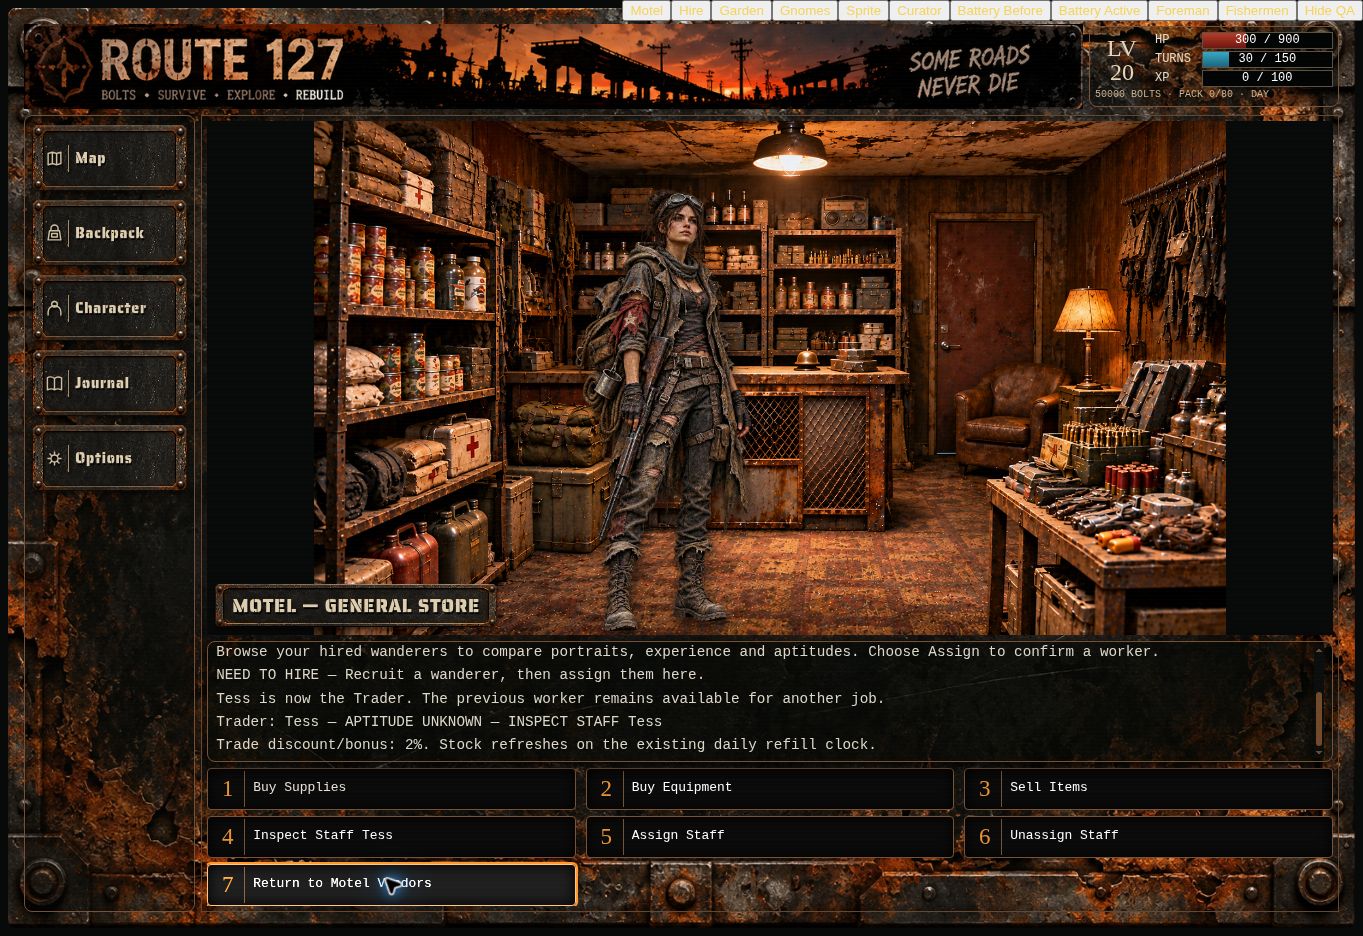 Motel Hire Garden Gnomes Sprite Curator Battery Before Battery Active Foreman Fishermen Hide QA
ROUTE 127
BOLTS • SURVIVE • EXPLORE • REBUILD
SOME ROADS
NEVER DIE
LV
20
HP 300 / 900
TURNS 30 / 150
XP 0 / 100
50000 BOLTS · PACK 0/80 · DAY
Map
Backpack
Character
Journal
Options
MOTEL — GENERAL STORE
Browse your hired wanderers to compare portraits, experience and aptitudes. Choose Assign to confirm a worker.
NEED TO HIRE — Recruit a wanderer, then assign them here.
Tess is now the Trader. The previous worker remains available for another job.
Trader: Tess — APTITUDE UNKNOWN — INSPECT STAFF Tess
Trade discount/bonus: 2%. Stock refreshes on the existing daily refill clock.
1 Buy Supplies
2 Buy Equipment
3 Sell Items
4 Inspect Staff Tess
5 Assign Staff
6 Unassign Staff
7 Return to Motel Vendors